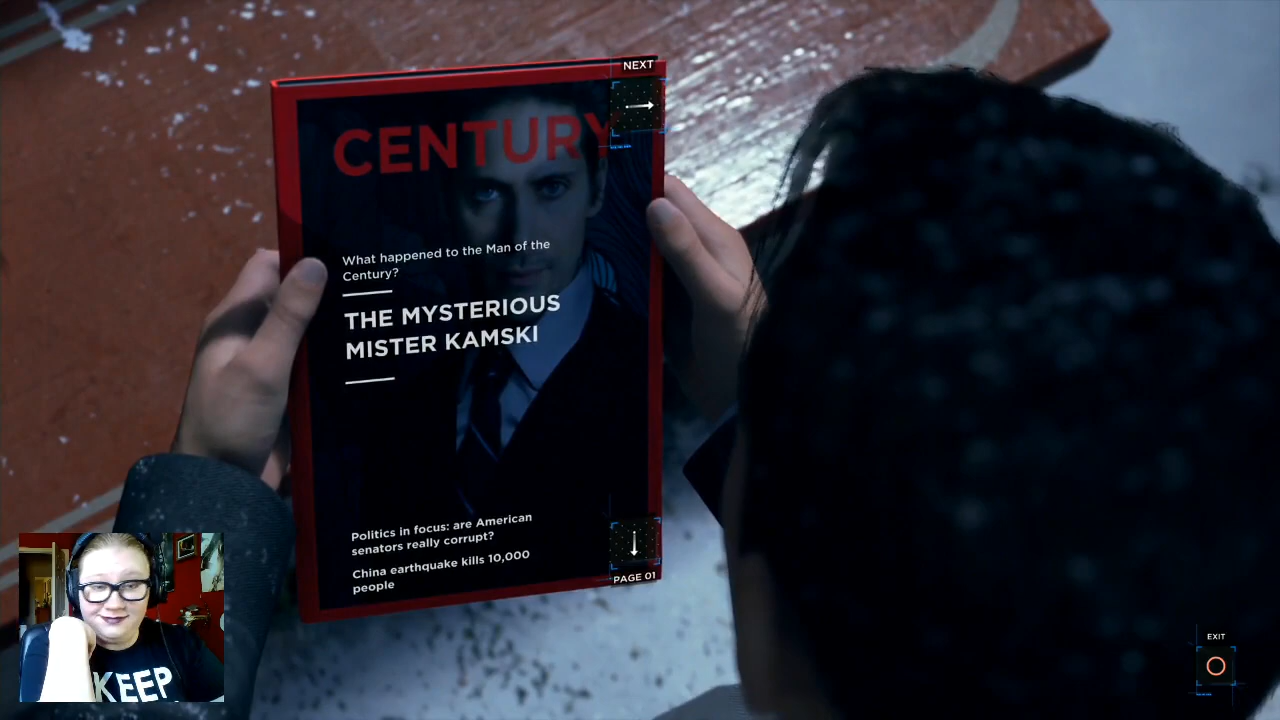 NEXT
CENTURY
What happened to the Man of the
Century?
THE MYSTERIOUS
MISTER KAMSKI
Politics in focus: are American
senators really corrupt?
China earthquake kills 10,000
people
PAGE 01
EXIT
KEEP